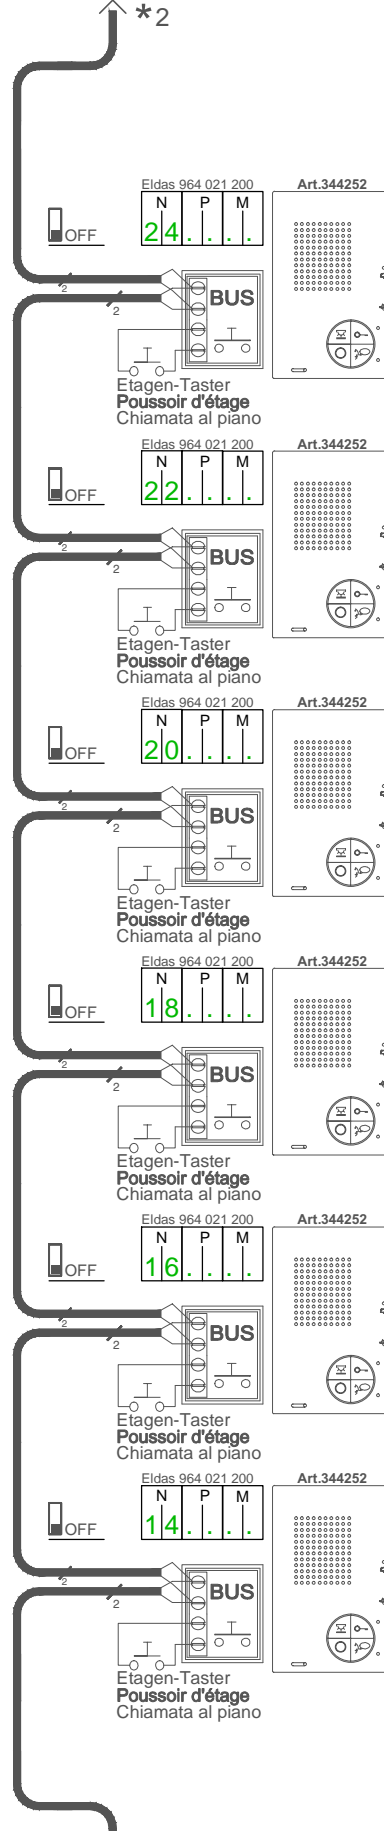 *2
Eldas 964 021 200 Art.344252
N P M
24. . . .
OFF
BUS
2
2
Etagen-Taster
Poussoir d'étage
Chiamata al piano
Eldas 964 021 200 Art.344252
N P M
22. . . .
OFF
BUS
2
2
Etagen-Taster
Poussoir d'étage
Chiamata al piano
Eldas 964 021 200 Art.344252
N P M
20. . . .
OFF
BUS
2
2
Etagen-Taster
Poussoir d'étage
Chiamata al piano
Eldas 964 021 200 Art.344252
N P M
18. . . .
OFF
BUS
2
2
Etagen-Taster
Poussoir d'étage
Chiamata al piano
Eldas 964 021 200 Art.344252
N P M
16. . . .
OFF
BUS
2
2
Etagen-Taster
Poussoir d'étage
Chiamata al piano
Eldas 964 021 200 Art.344252
N P M
14. . . .
OFF
BUS
2
2
Etagen-Taster
Poussoir d'étage
Chiamata al piano